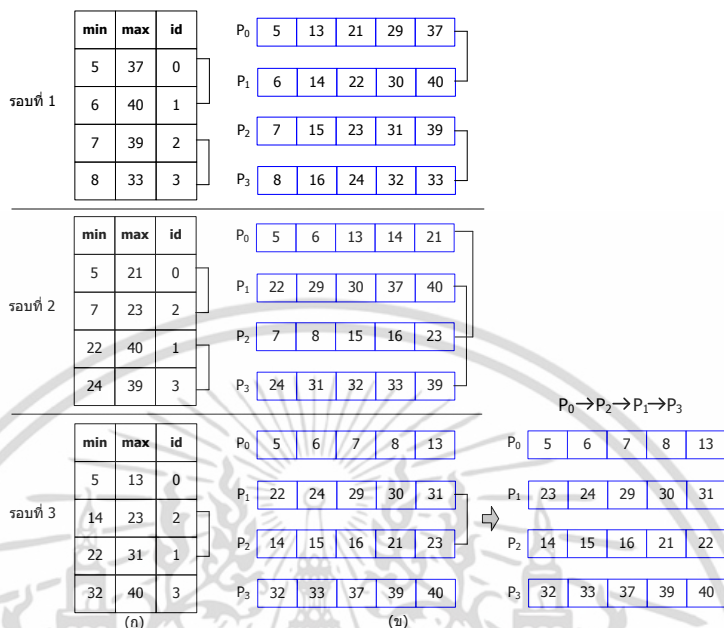 min max id
5 37 0
6 40 1
7 39 2
8 33 3
รอบที่ 1
P0 5 13 21 29 37
P1 6 14 22 30 40
P2 7 15 23 31 39
P3 8 16 24 32 33
min max id
5 21 0
7 23 2
22 40 1
24 39 3
รอบที่ 2
P0 5 6 13 14 21
P1 22 29 30 37 40
P2 7 8 15 16 23
P3 24 31 32 33 39
min max id
5 13 0
14 23 2
22 31 1
32 40 3
รอบที่ 3
(ก)
P0 5 6 7 8 13
P1 22 24 29 30 31
P2 14 15 16 21 23
P3 32 33 37 39 40
(ข)
P0→P2→P1→P3
P0 5 6 7 8 13
P1 23 24 29 30 31
P2 14 15 16 21 22
P3 32 33 37 39 40